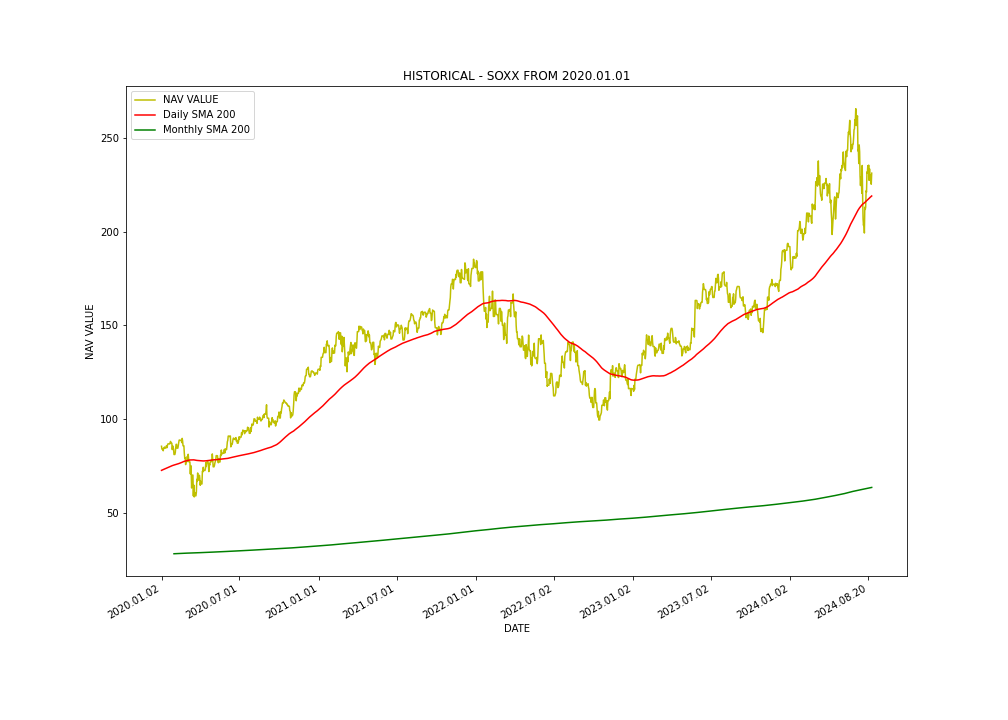 HISTORICAL - SOXX FROM 2020.01.01
NAV VALUE
Daily SMA 200
Monthly SMA 200
NAV VALUE
250
200
150
100
50
2020.01.02
2020.07.01
2021.01.01
2021.07.01
2022.01.01
2022.07.02
2023.01.02
2023.07.02
2024.01.02
2024.08.20
DATE